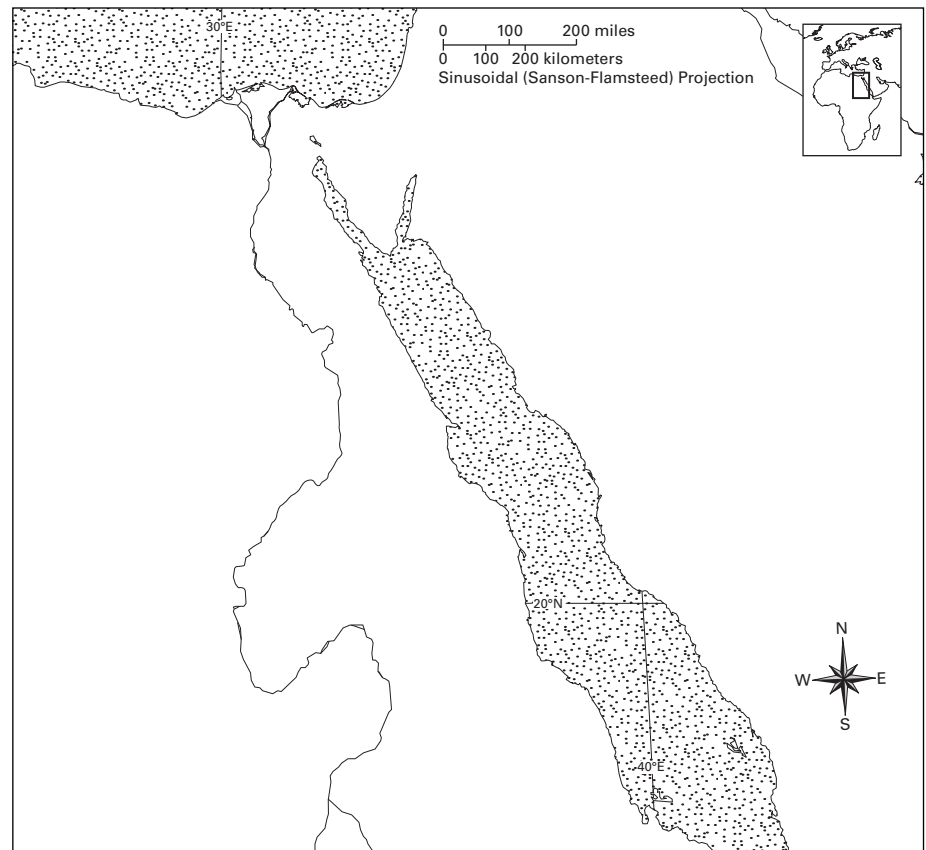 30°E
0 100 200 miles
0 100 200 kilometers
Sinusoidal (Sanson-Flamsteed) Projection
20°N
N
W E
S
40°E